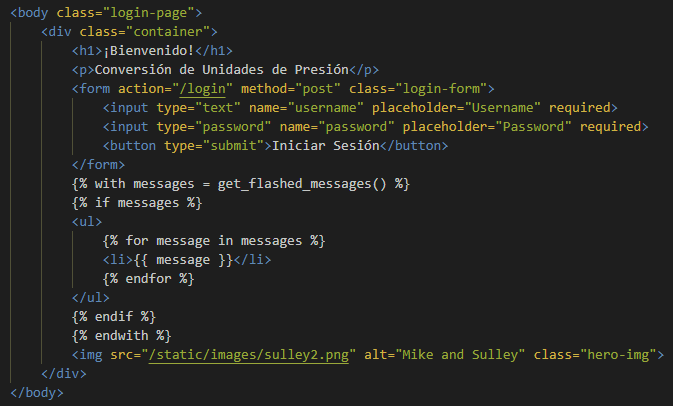 <body class="login-page">
<div class="container">
<h1>¡Bienvenido!</h1>
<p>Conversión de Unidades de Presión</p>
<form action="/login" method="post" class="login-form">
<input type="text" name="username" placeholder="Username" required>
<input type="password" name="password" placeholder="Password" required>
<button type="submit">Iniciar Sesión</button>
</form>
{% with messages = get_flashed_messages() %}
{% if messages %}
<ul>
{% for message in messages %}
<li>{{ message }}</li>
{% endfor %}
</ul>
{% endif %}
{% endwith %}
<img src="/static/images/sulley2.png" alt="Mike and Sulley" class="hero-img">
</div>
</body>